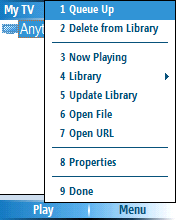 My TV
Anyt
1 Queue Up
2 Delete from Library
3 Now Playing
4 Library
5 Update Library
6 Open File
7 Open URL
8 Properties
9 Done
Play
Menu